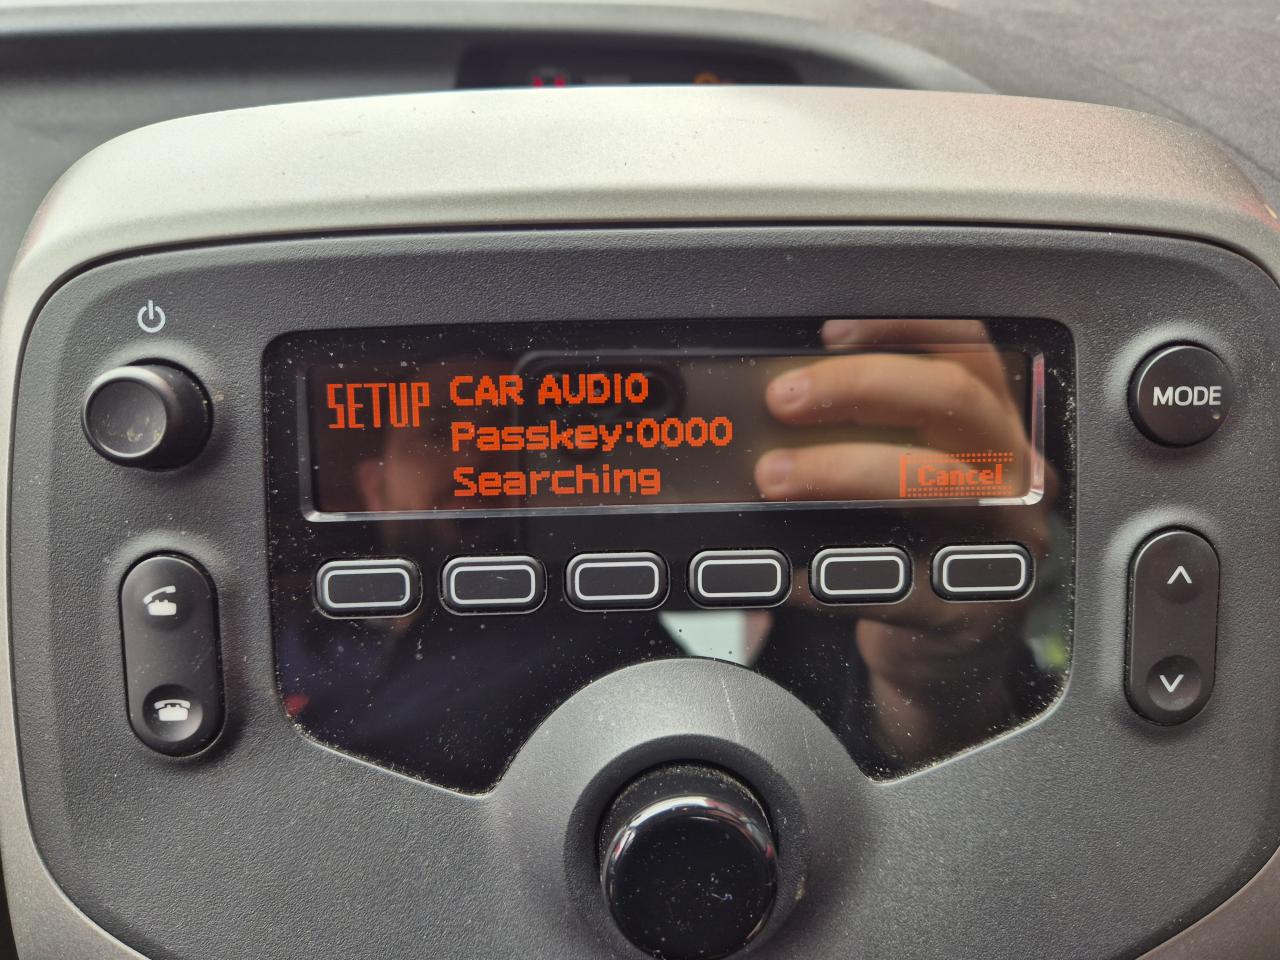 SETUP CAR AUDIO
Passkey:0000
Searching
Cancel
MODE